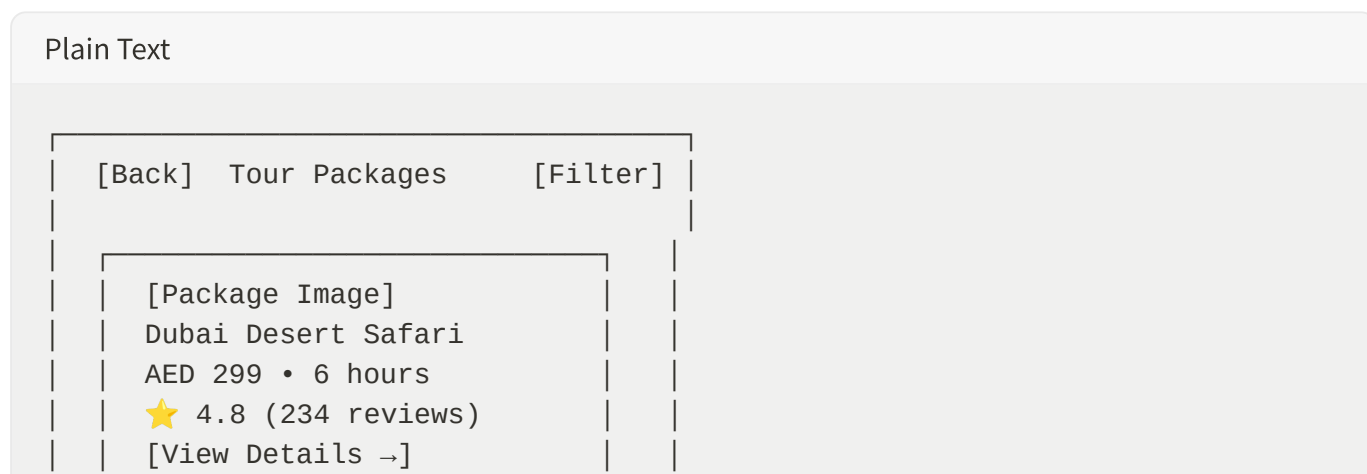 Plain Text
[Back] Tour Packages [Filter]
[Package Image]
Dubai Desert Safari
AED 299 • 6 hours
⭐ 4.8 (234 reviews)
[View Details →]